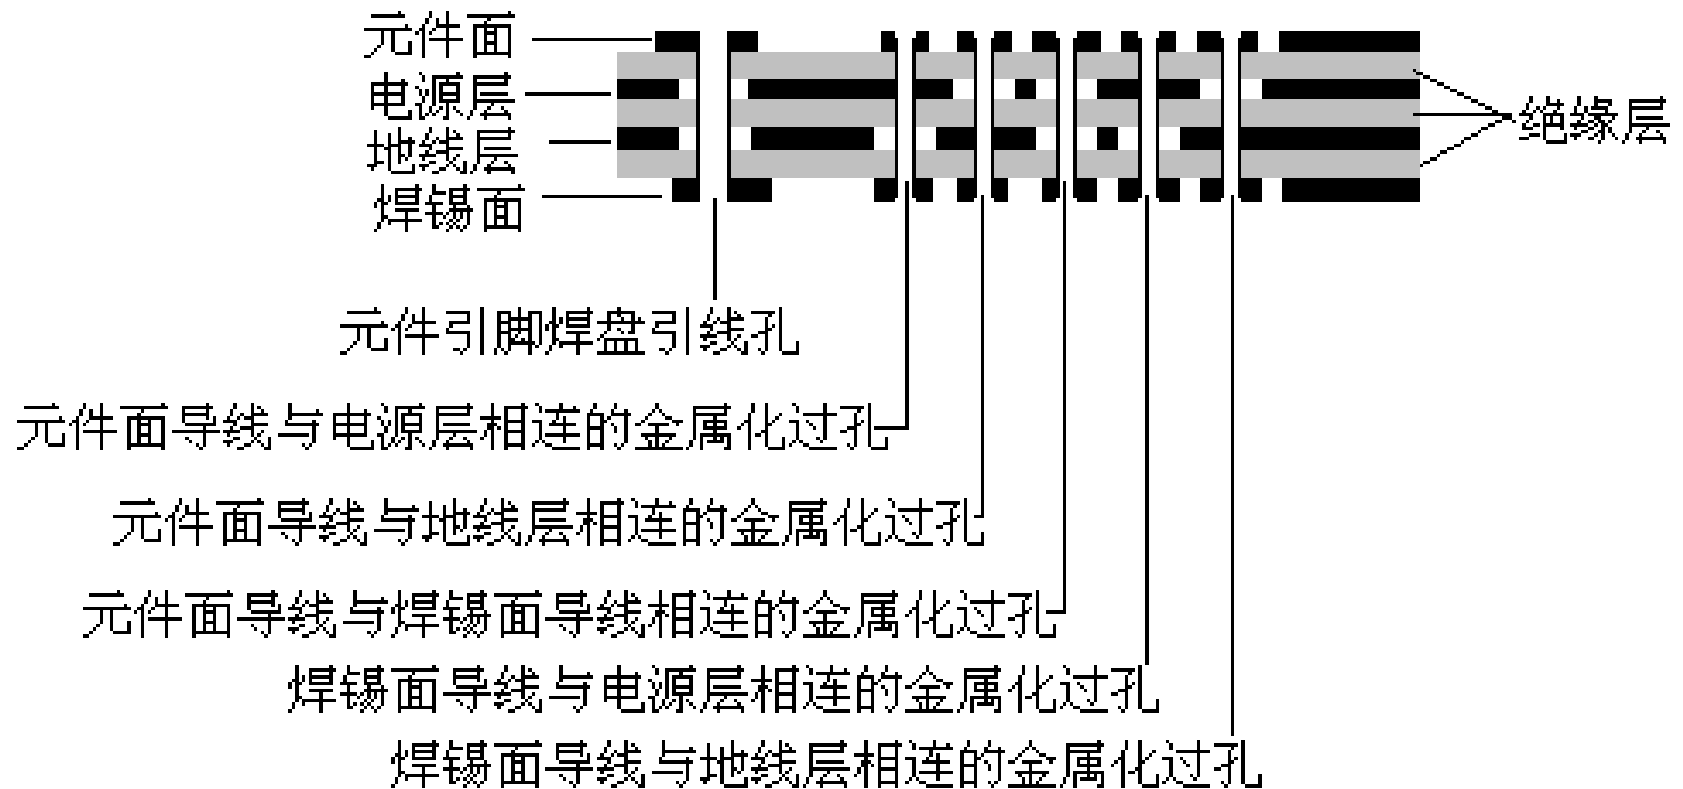 元件面
电源层
地线层
焊锡面
绝缘层
元件引脚焊盘引线孔
元件面导线与电源层相连的金属化过孔
元件面导线与地线层相连的金属化过孔
元件面导线与焊锡面导线相连的金属化过孔
焊锡面导线与电源层相连的金属化过孔
焊锡面导线与地线层相连的金属化过孔